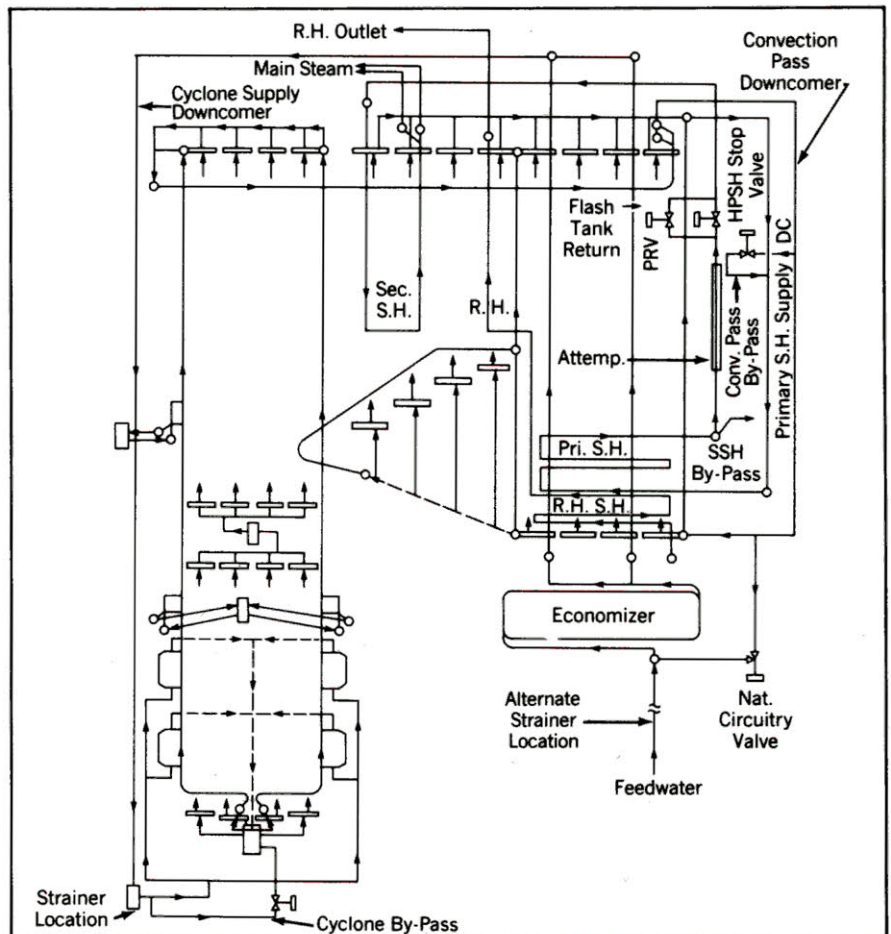 R.H. Outlet
Main Steam
Convection
Pass
Downcomer
Cyclone Supply
Downcomer
HPSH Stop
Valve
Flash
Tank
Return
PRV
DC
Sec.
S.H.
R.H.
Conv. Pass
By-Pass
Primary S.H. Supply
Attemp.
Pri. S.H.
SSH
By-Pass
R.H. S.H.
Economizer
Alternate
Strainer
Location
Nat.
Circuitry
Valve
Feedwater
Strainer
Location
Cyclone By-Pass